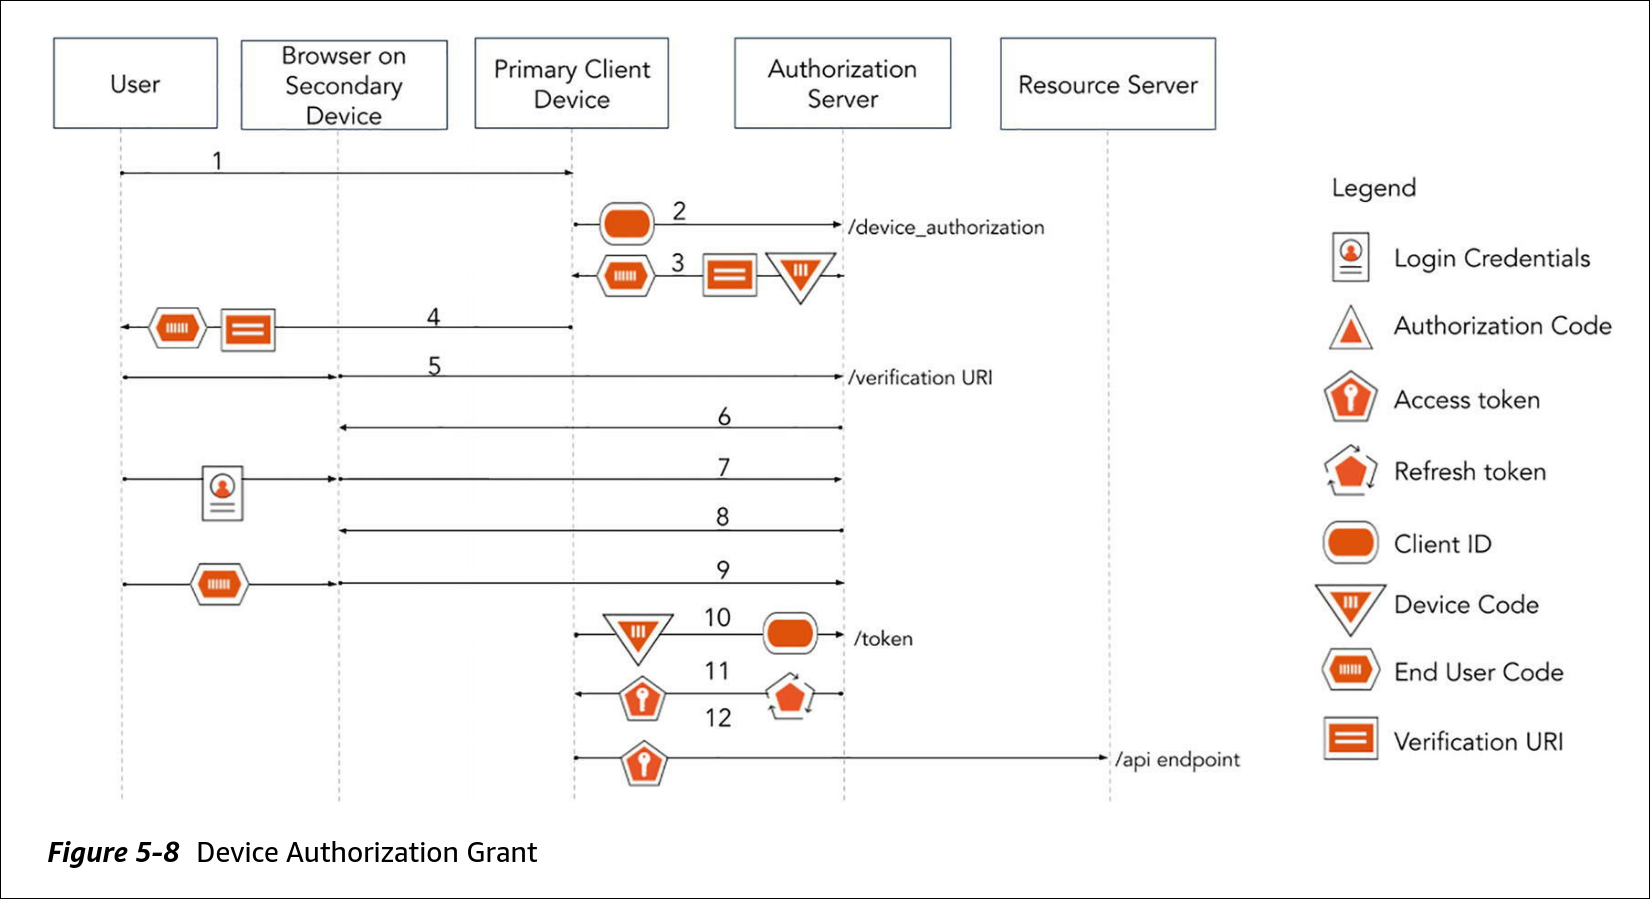 User
Browser on
Secondary
Device
Primary Client
Device
Authorization
Server
Resource Server
1
2
/device_authorization
3
4
5
/verification URI
6
7
8
9
10
/token
11
12
/api endpoint
Legend
Login Credentials
Authorization Code
Access token
Refresh token
Client ID
Device Code
End User Code
Verification URI
Figure 5-8 Device Authorization Grant